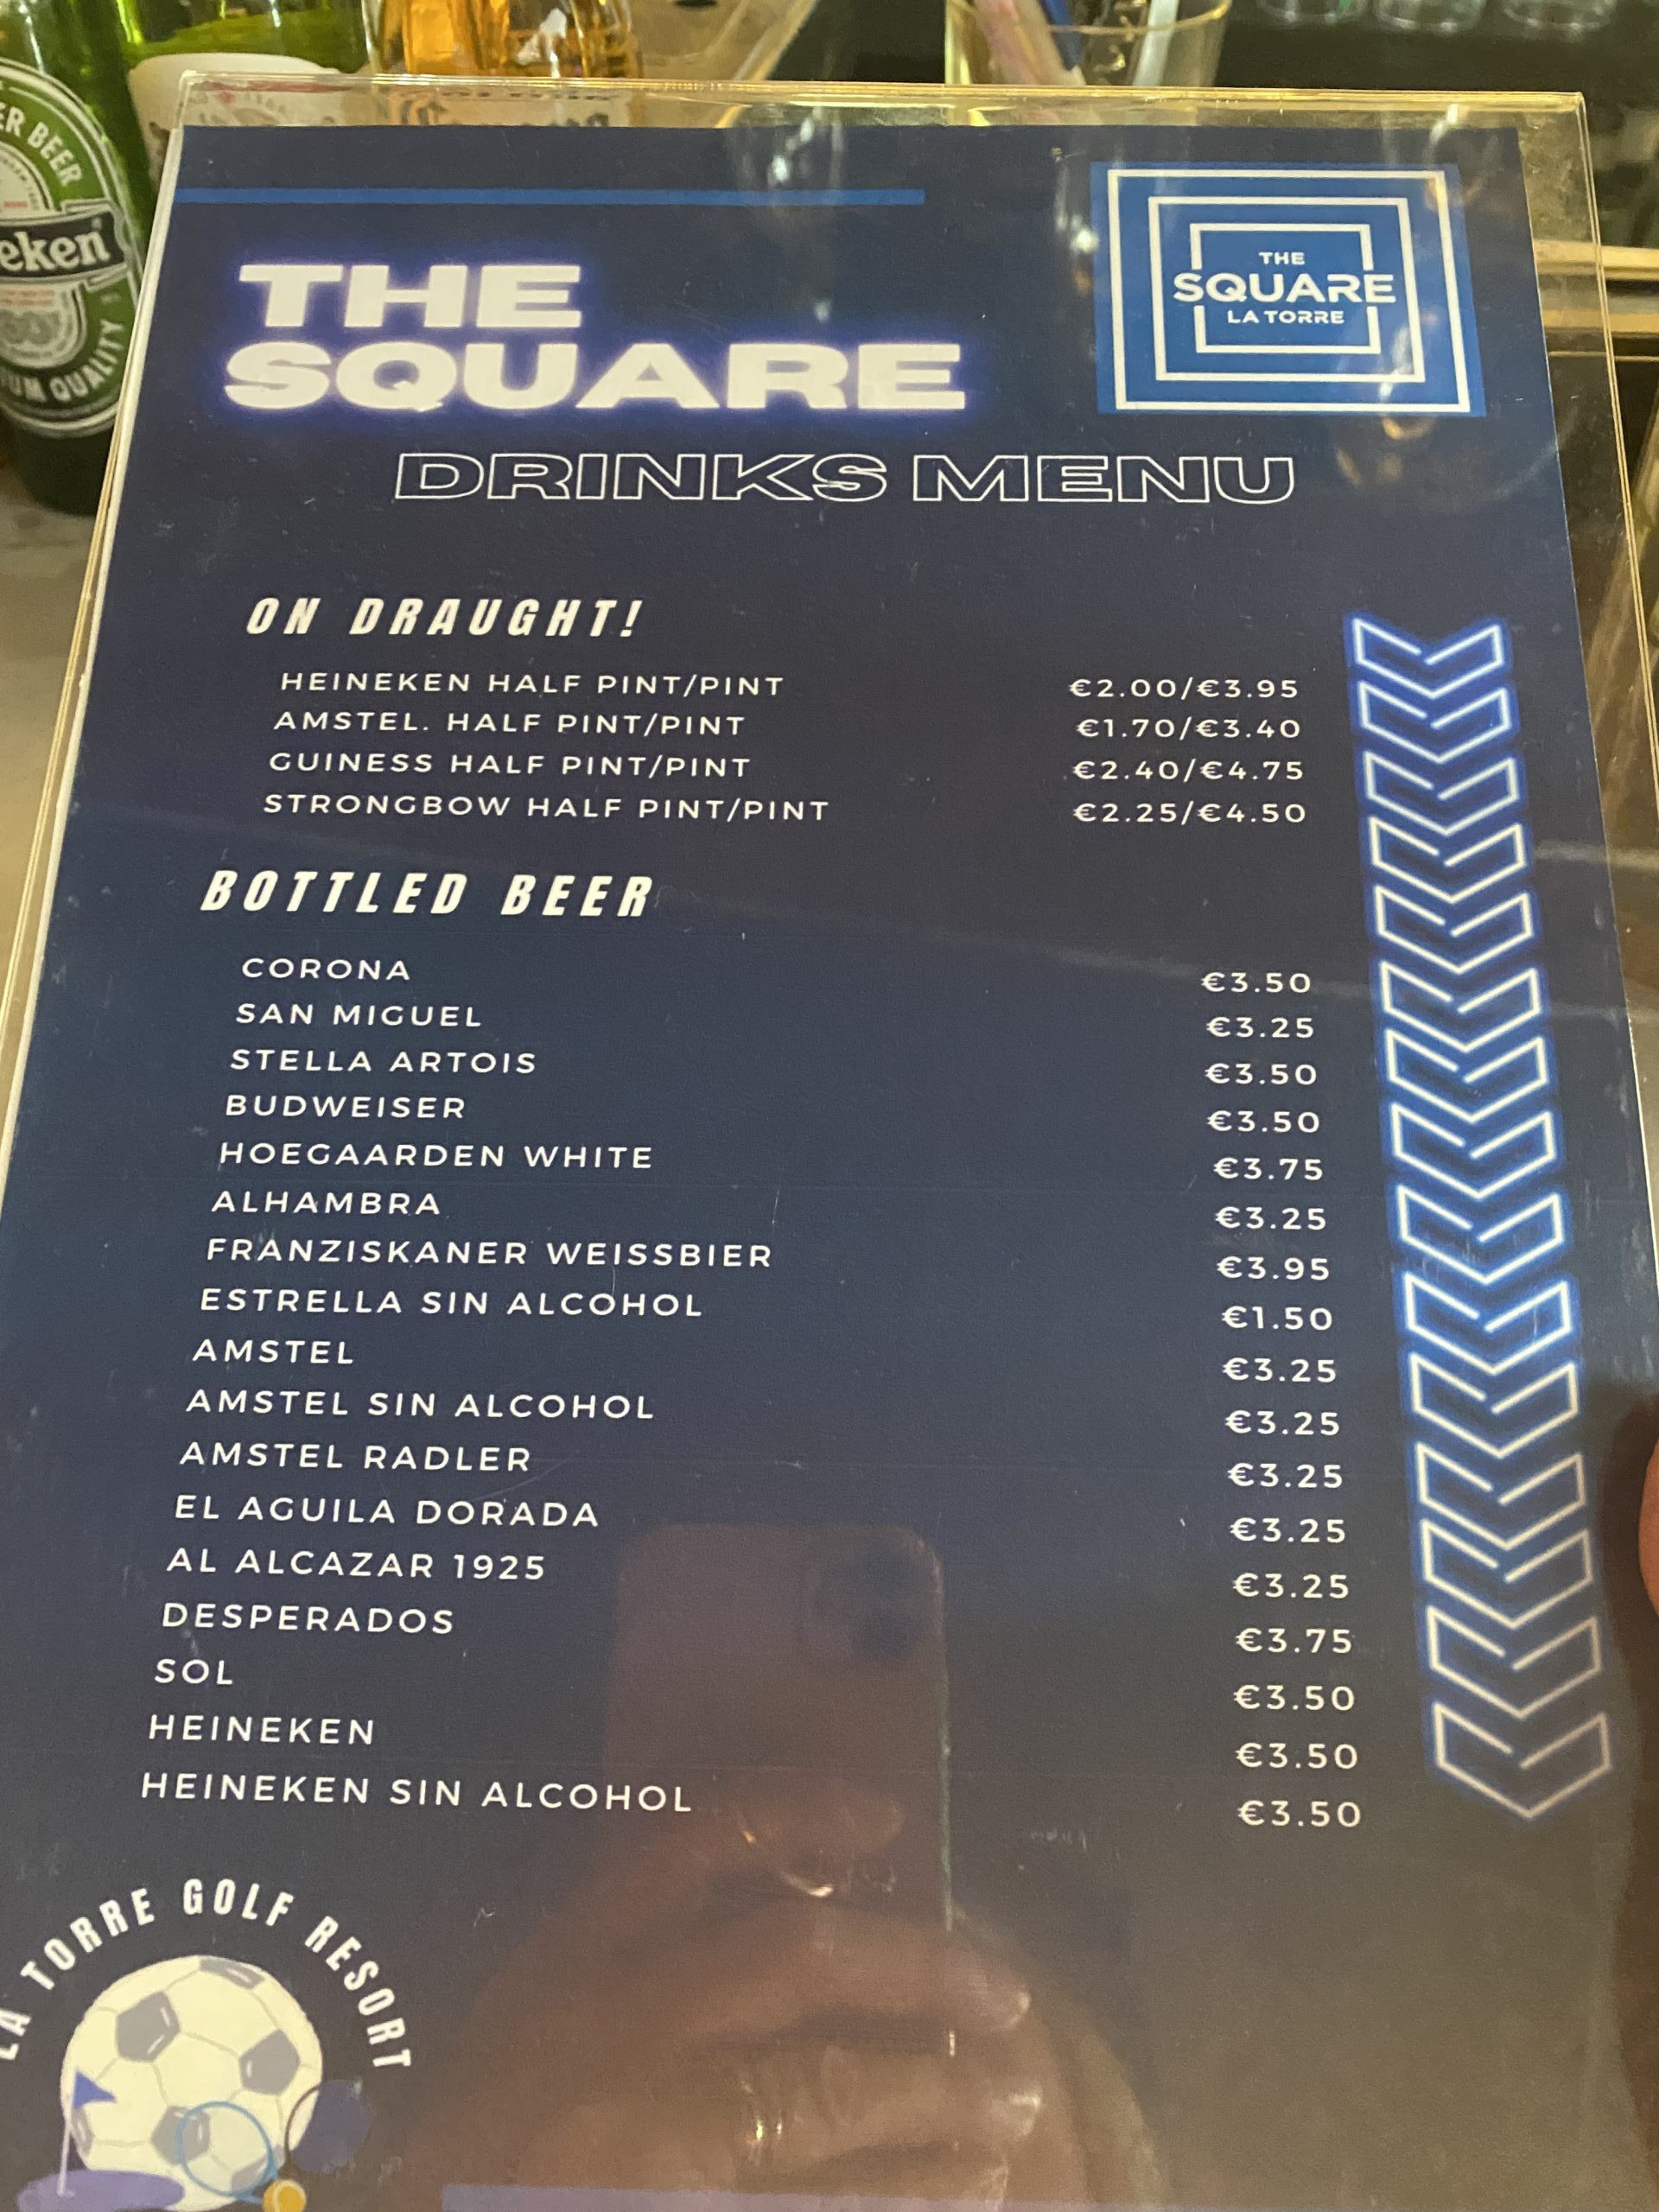 ER BEER
eken
UM QUALITY
THE
SQUARE
THE
SQUARE
LA TORRE
DRINKS MENU
ON DRAUGHT!
HEINEKEN HALF PINT/PINT €2.00/€3.95
AMSTEL. HALF PINT/PINT €1.70/€3.40
GUINESS HALF PINT/PINT €2.40/€4.75
STRONGBOW HALF PINT/PINT €2.25/€4.50
BOTTLED BEER
CORONA €3.50
SAN MIGUEL €3.25
STELLA ARTOIS €3.50
BUDWEISER €3.50
HOEGAARDEN WHITE €3.75
ALHAMBRA €3.25
FRANZISKANER WEISSBIER €3.95
ESTRELLA SIN ALCOHOL €1.50
AMSTEL €3.25
AMSTEL SIN ALCOHOL €3.25
AMSTEL RADLER €3.25
EL AGUILA DORADA €3.25
AL ALCAZAR 1925 €3.25
DESPERADOS €3.75
SOL €3.50
HEINEKEN €3.50
HEINEKEN SIN ALCOHOL €3.50
LA TORRE GOLF RESORT